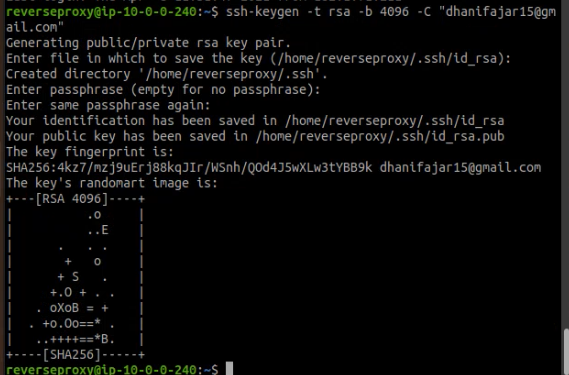 reverseproxy@ip-10-0-0-240:~$ ssh-keygen -t rsa -b 4096 -C "dhanifajar15@gm
ail.com"
Generating public/private rsa key pair.
Enter file in which to save the key (/home/reverseproxy/.ssh/id_rsa):
Created directory '/home/reverseproxy/.ssh'.
Enter passphrase (empty for no passphrase):
Enter same passphrase again:
Your identification has been saved in /home/reverseproxy/.ssh/id_rsa
Your public key has been saved in /home/reverseproxy/.ssh/id_rsa.pub
The key fingerprint is:
SHA256:4kz7/mzj9uErj88kqJIr/WSnh/QOd4J5wXLw3tYBB9k dhanifajar15@gmail.com
The key's randomart image is:
+---[RSA 4096]----+
|          .o     |
|          ..E    |
|      .   . .    |
|       +   o     |
|      + S   .    |
|     +.O + . .   |
|   . oXoB = +    |
|  . +o.Oo==* .   |
|   ..++++==*B.   |
+----[SHA256]-----+
reverseproxy@ip-10-0-0-240:~$